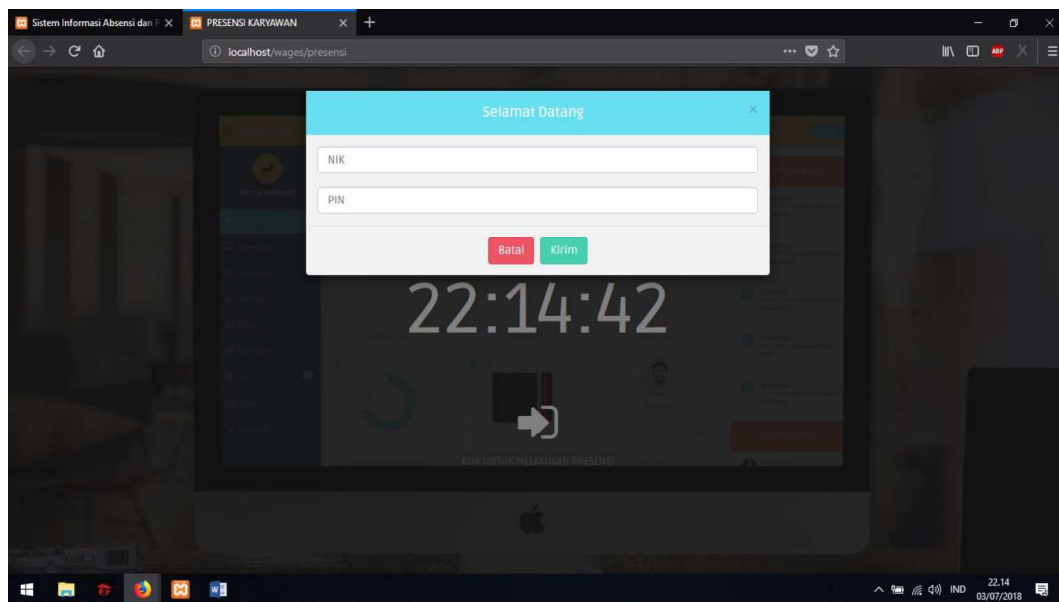 Sistem Informasi Absensi dan P
PRESENSI KARYAWAN
localhost/wages/presensi
ABP
Selamat Datang
NIK
PIN
Batal
Kirim
22:14:42
KLIK UNTUK MELAKUKAN PRESENSI
IND
22.14
03/07/2018